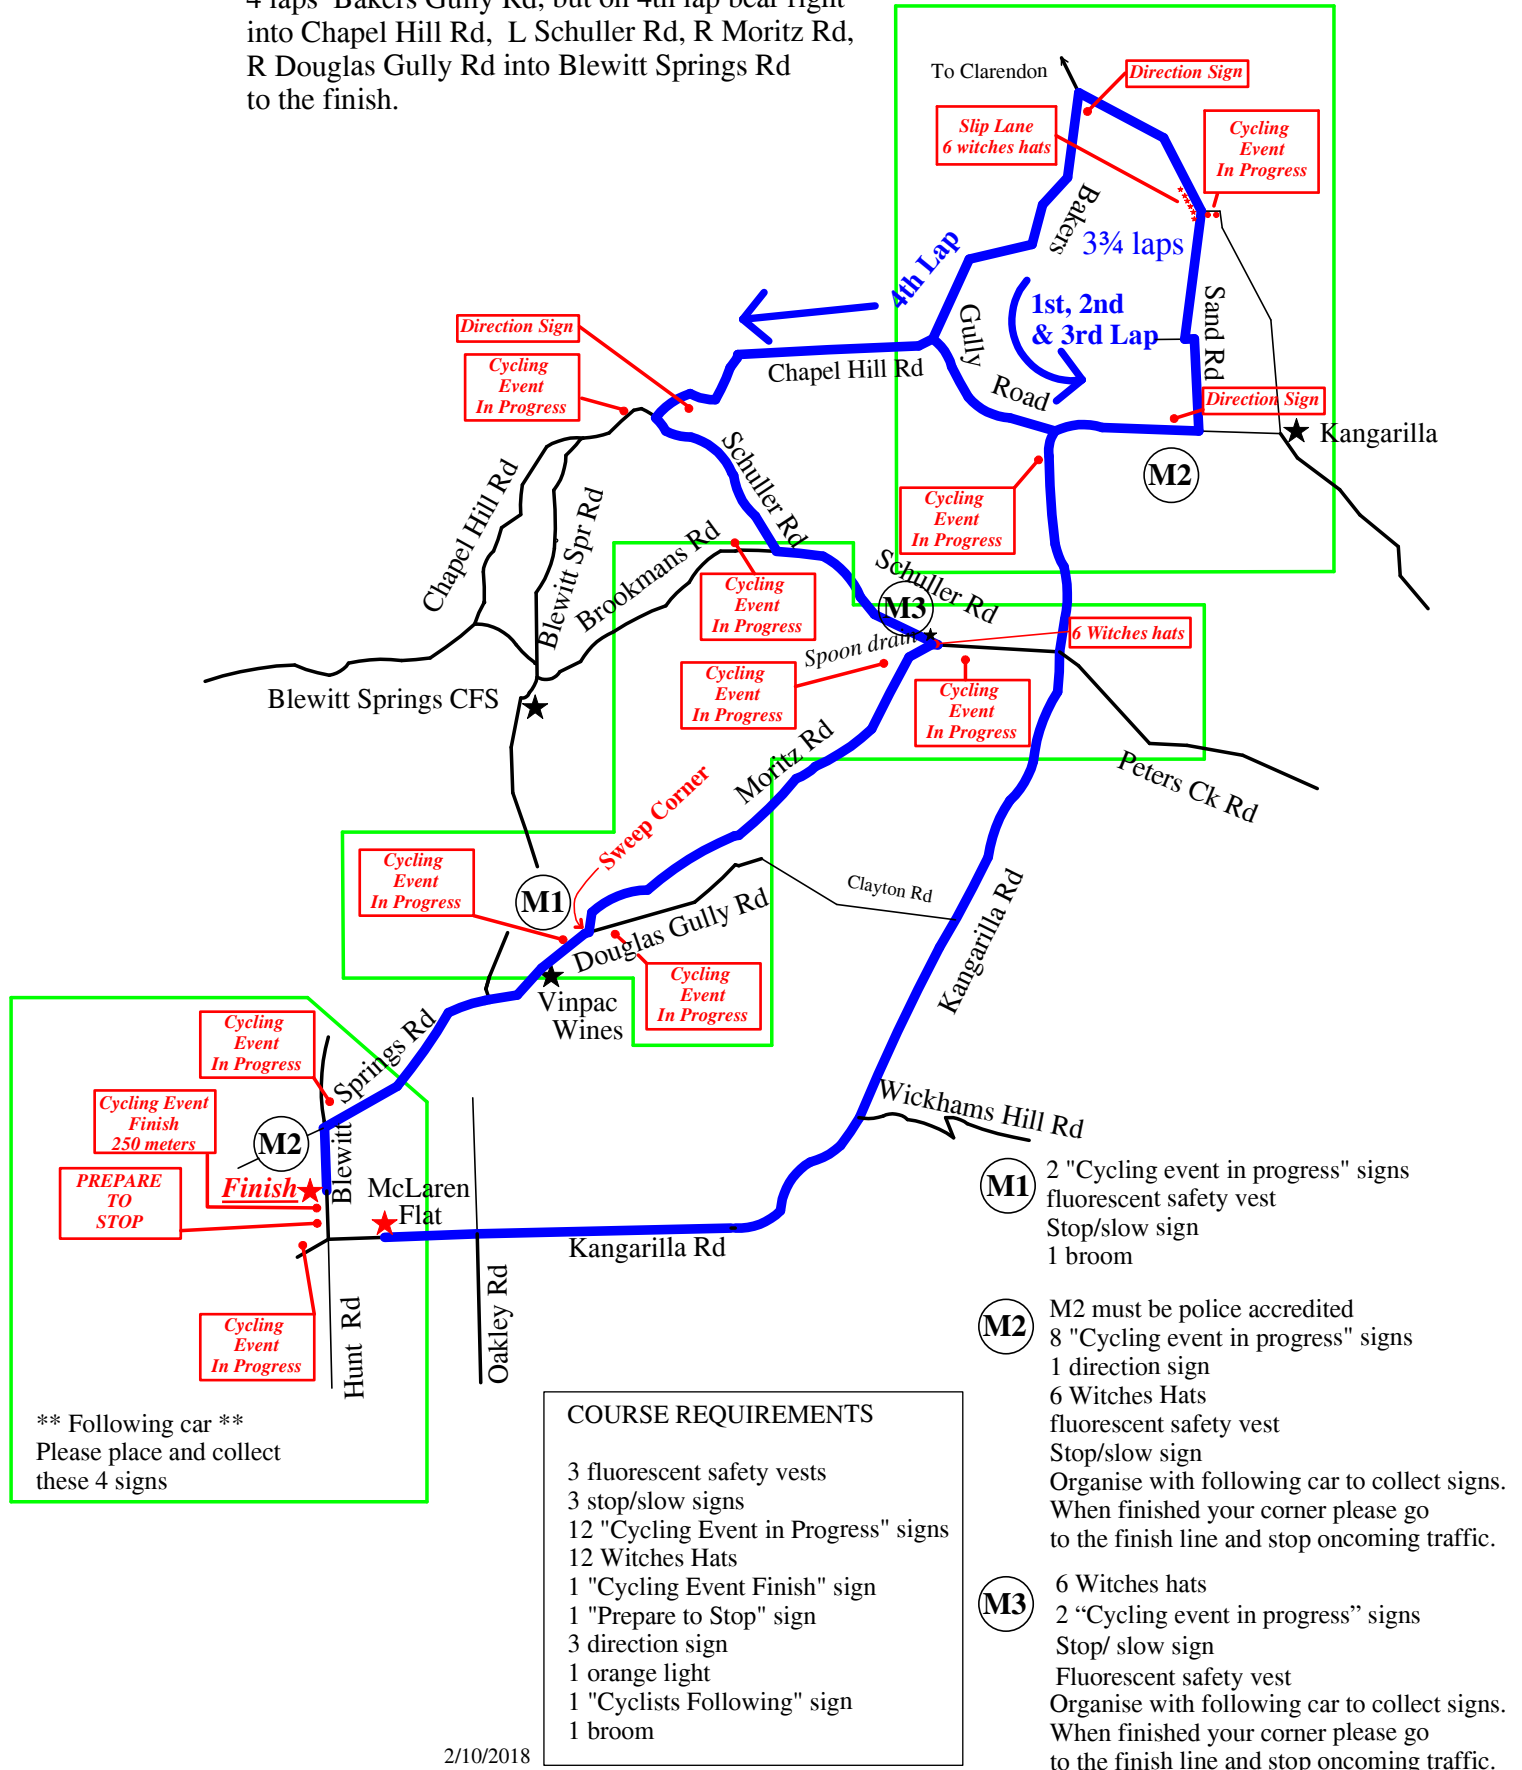 4 laps Bakers Gully Rd, but on 4th lap bear right
into Chapel Hill Rd, L Schuller Rd, R Moritz Rd,
R Douglas Gully Rd into Blewitt Springs Rd
to the finish.
To Clarendon
Direction Sign
Slip Lane
6 witches hats
Cycling
Event
In Progress
Bakers
3¾ laps
4th Lap
1st, 2nd
& 3rd Lap
Gully
Road
Sand Rd
Direction Sign
Direction Sign
Cycling
Event
In Progress
Chapel Hill Rd
Kangarilla
M2
Cycling
Event
In Progress
Schuller Rd
Chapel Hill Rd
Blewitt Spr Rd
Brookmans Rd
Cycling
Event
In Progress
Schuller Rd
M3
6 Witches hats
Spoon drain
Cycling
Event
In Progress
Cycling
Event
In Progress
Blewitt Springs CFS
Moritz Rd
Peters Ck Rd
Sweep Corner
Cycling
Event
In Progress
M1
Clayton Rd
Douglas Gully Rd
Kangarilla Rd
Cycling
Event
In Progress
Vinpac
Wines
Cycling
Event
In Progress
Springs Rd
Cycling Event
Finish
250 meters
M2
Blewitt
PREPARE
TO
STOP
Finish
McLaren
Flat
Wickhams Hill Rd
Kangarilla Rd
Cycling
Event
In Progress
Hunt Rd
Oakley Rd
** Following car **
Please place and collect
these 4 signs
COURSE REQUIREMENTS
3 fluorescent safety vests
3 stop/slow signs
12 "Cycling Event in Progress" signs
12 Witches Hats
1 "Cycling Event Finish" sign
1 "Prepare to Stop" sign
3 direction sign
1 orange light
1 "Cyclists Following" sign
1 broom
2/10/2018
M1
2 "Cycling event in progress" signs
fluorescent safety vest
Stop/slow sign
1 broom
M2
M2 must be police accredited
8 "Cycling event in progress" signs
1 direction sign
6 Witches Hats
fluorescent safety vest
Stop/slow sign
Organise with following car to collect signs.
When finished your corner please go
to the finish line and stop oncoming traffic.
M3
6 Witches hats
2 “Cycling event in progress” signs
Stop/ slow sign
Fluorescent safety vest
Organise with following car to collect signs.
When finished your corner please go
to the finish line and stop oncoming traffic.